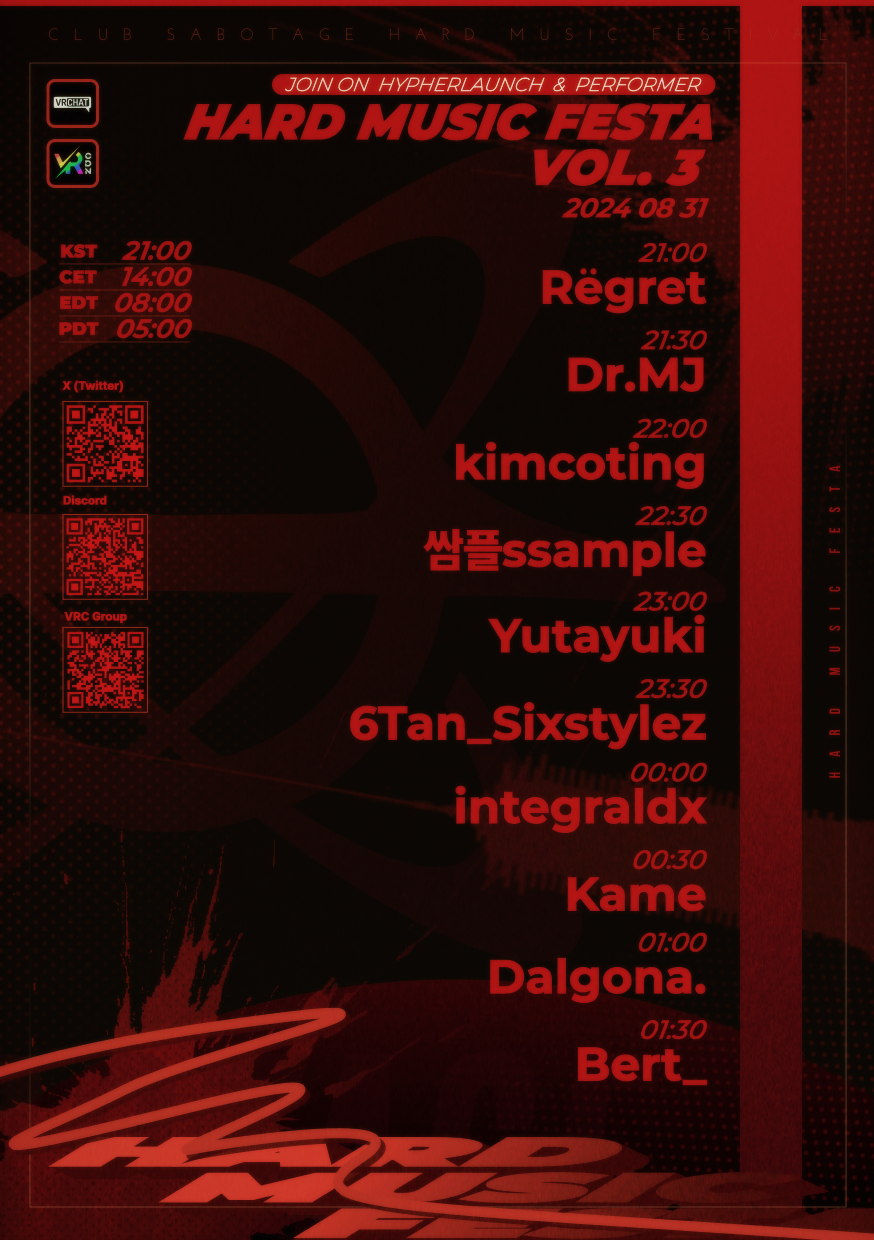 CLUB SABOTAGE HARD MUSIC FESTIVAL
JOIN ON HYPHERLAUNCH & PERFORMER
HARD MUSIC FESTA
VOL. 3
2024 08 31
VRCHAT
VR
CDN
KST 21:00
CET 14:00
EDT 08:00
PDT 05:00
X (Twitter)
Discord
VRC Group
21:00
Rëgret
21:30
Dr.MJ
22:00
kimcoting
22:30
쌈플ssample
23:00
Yutayuki
23:30
6Tan_Sixstylez
00:00
integraldx
00:30
Kame
01:00
Dalgona.
01:30
Bert_
HARD MUSIC FESTA
HARD
MUSIC